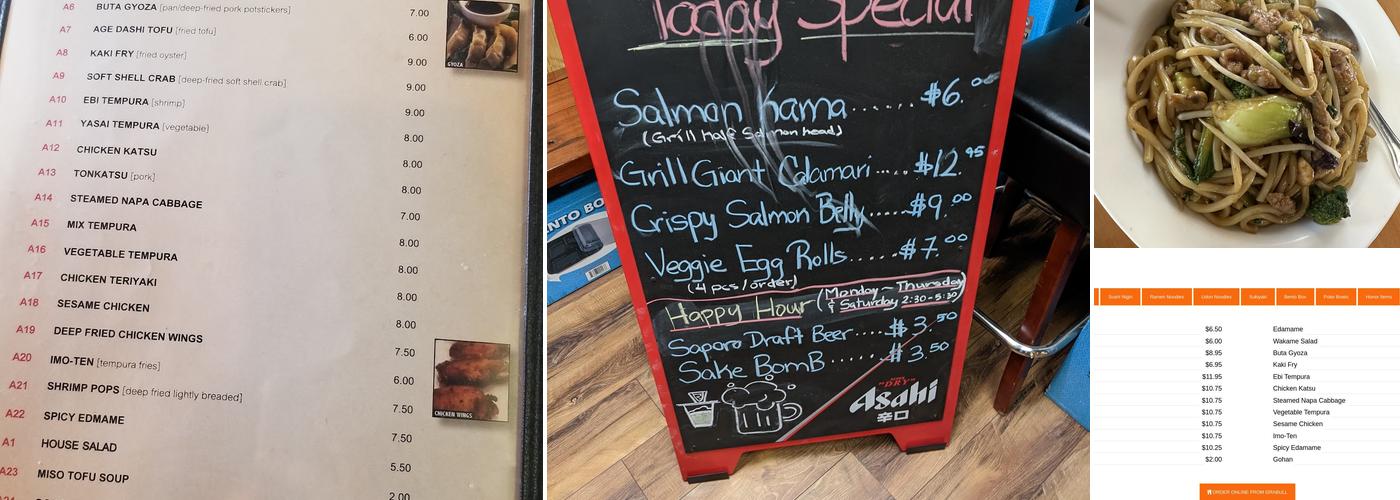 A6 BUTA GYOZA [pan/deep-fried pork potstickers] 7.00
A7 AGE DASHI TOFU [fried tofu] 6.00
A8 KAKI FRY [fried oyster] 9.00
A9 SOFT SHELL CRAB [deep-fried soft shell crab] 9.00
A10 EBI TEMPURA [shrimp] 9.00
A11 YASAI TEMPURA [vegetable] 8.00
A12 CHICKEN KATSU 8.00
A13 TONKATSU [pork] 8.00
A14 STEAMED NAPA CABBAGE 7.00
A15 MIX TEMPURA 8.00
A16 VEGETABLE TEMPURA 8.00
A17 CHICKEN TERIYAKI 8.00
A18 SESAME CHICKEN 8.00
A19 DEEP FRIED CHICKEN WINGS 7.50
A20 IMO-TEN [tempura fries] 6.00
A21 SHRIMP POPS [deep fried lightly breaded] 7.50
A22 SPICY EDMAME 7.50
A1 HOUSE SALAD 5.50
A23 MISO TOFU SOUP 2.00
GYOZA
CHICKEN WINGS
Today Special
Salmon Kama ...... $6.00
(Grill Half Salmon head)
Grill Giant Calamari .... $12.95
Crispy Salmon Belly ..... $9.00
Veggie Egg Rolls ..... $7.00
(4 pcs/order)
Happy Hour (Monday ~ Thursday
& Saturday 2:30-5:30)
Saporo Draft Beer .... $3.50
Sake BomB ...... $3.50
"DRY"
Asahi
辛口
ENTO BO
Sushi Nigiri Ramen Noodles Udon Noodles Sukiyaki Bento Box Poke Bowls
$6.50 Edamame
$6.00 Wakame Salad
$8.95 Buta Gyoza
$6.95 Kaki Fry
$11.95 Ebi Tempura
$10.75 Chicken Katsu
$10.75 Steamed Napa Cabbage
$10.75 Vegetable Tempura
$10.75 Sesame Chicken
$10.75 Imo-Ten
$10.25 Spicy Edamame
$2.00 Gohan
ORDER ONLINE FROM